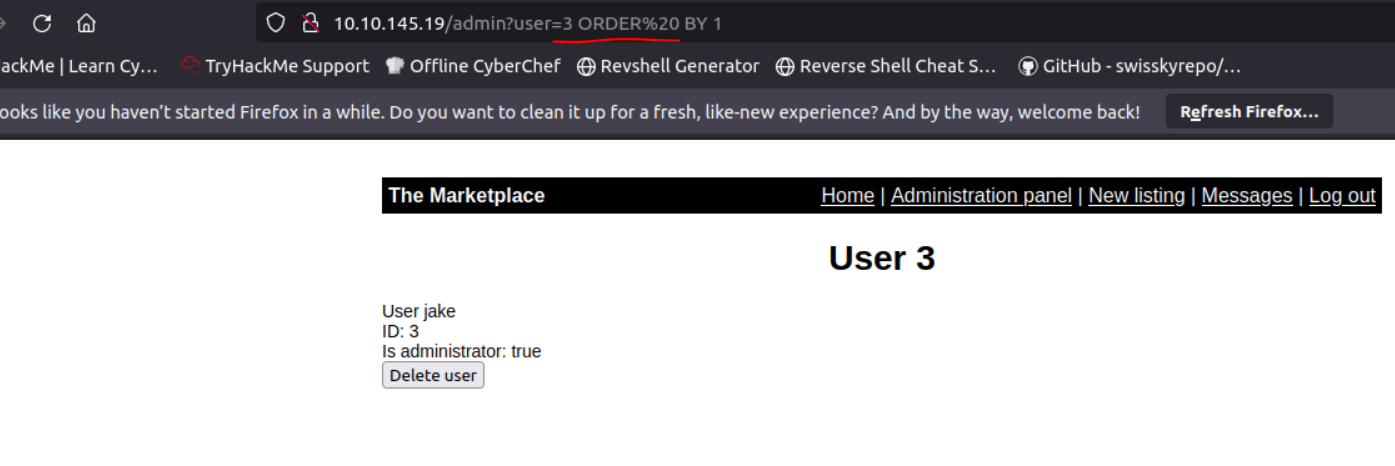 10.10.145.19/admin?user=3 ORDER%20 BY 1
ackMe | Learn Cy… TryHackMe Support Offline CyberChef Revshell Generator Reverse Shell Cheat S… GitHub - swisskyrepo/…
ooks like you haven’t started Firefox in a while. Do you want to clean it up for a fresh, like-new experience? And by the way, welcome back! Refresh Firefox…
The Marketplace Home | Administration panel | New listing | Messages | Log out
User 3
User jake
ID: 3
Is administrator: true
Delete user